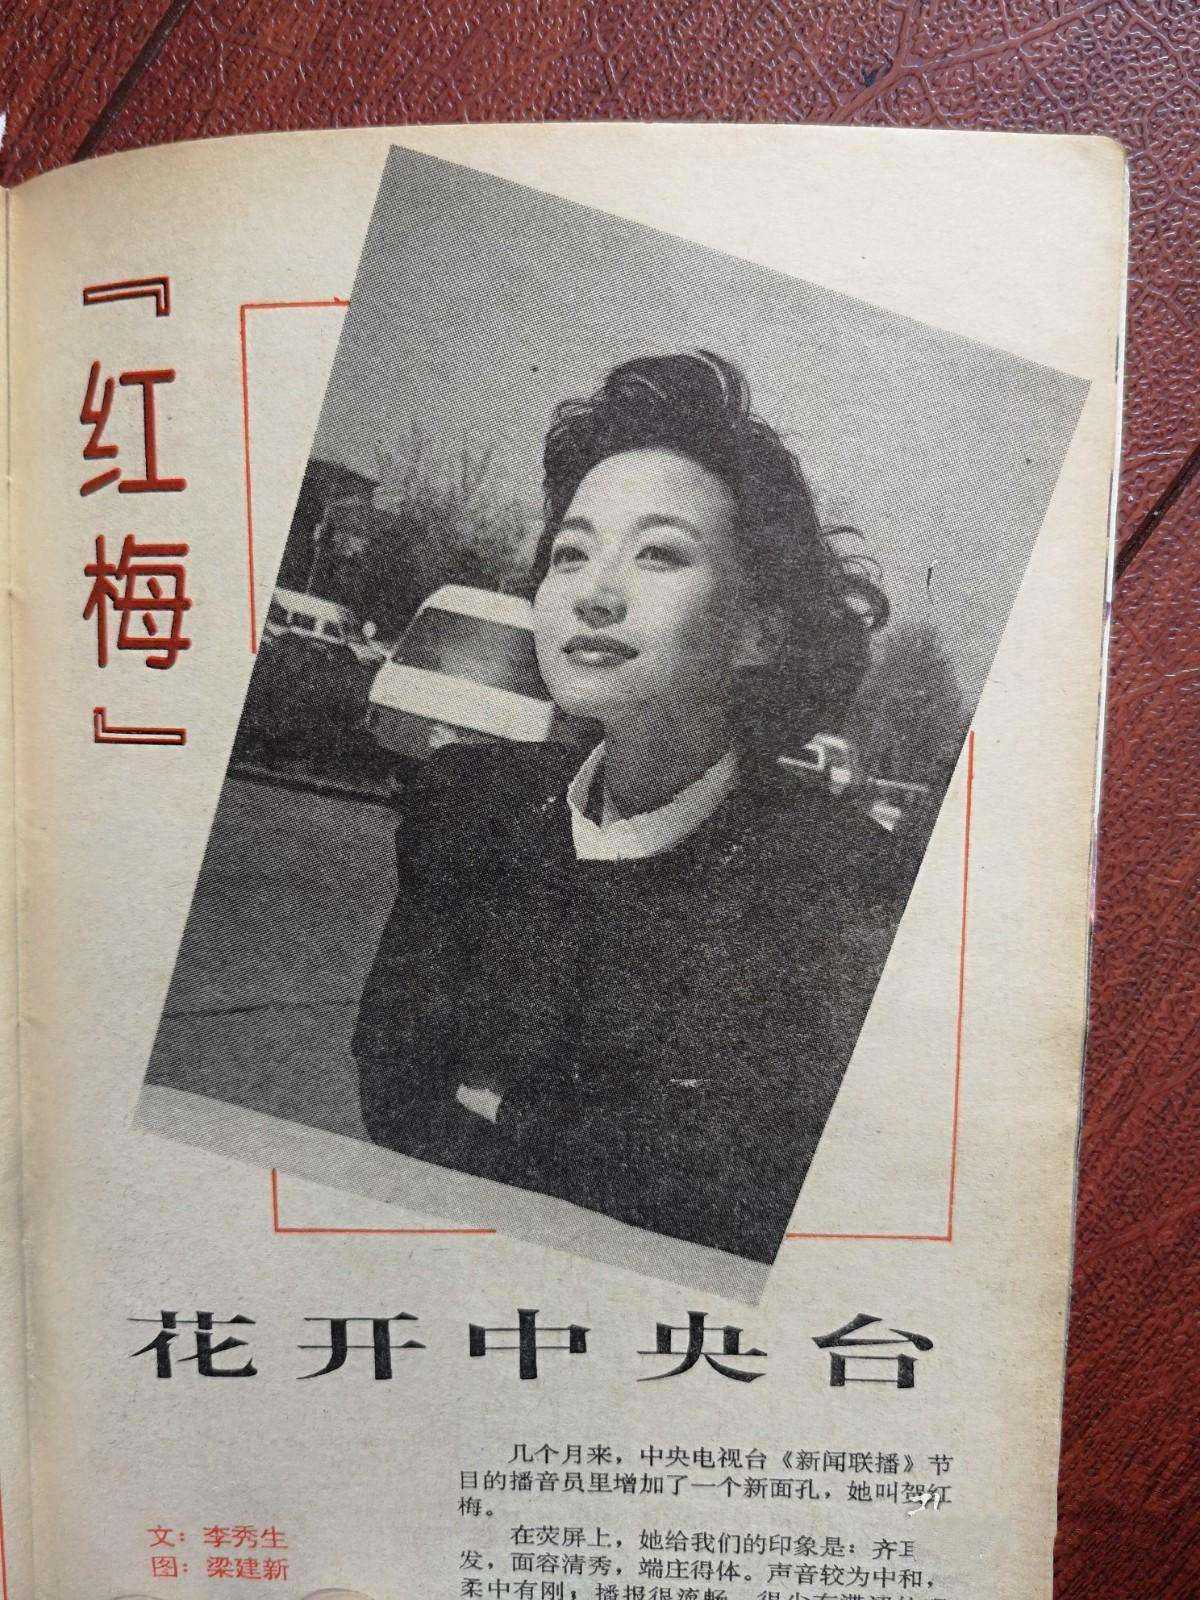 『红梅』
花开中央台
文：李秀生
图：梁建新
几个月来，中央电视台《新闻联播》节
目的播音员里增加了一个新面孔，她叫贺红
梅。
在荧屏上，她给我们的印象是：齐耳
发，面容清秀，端庄得体。声音较为中和，
柔中有刚；播报很流畅，很少有